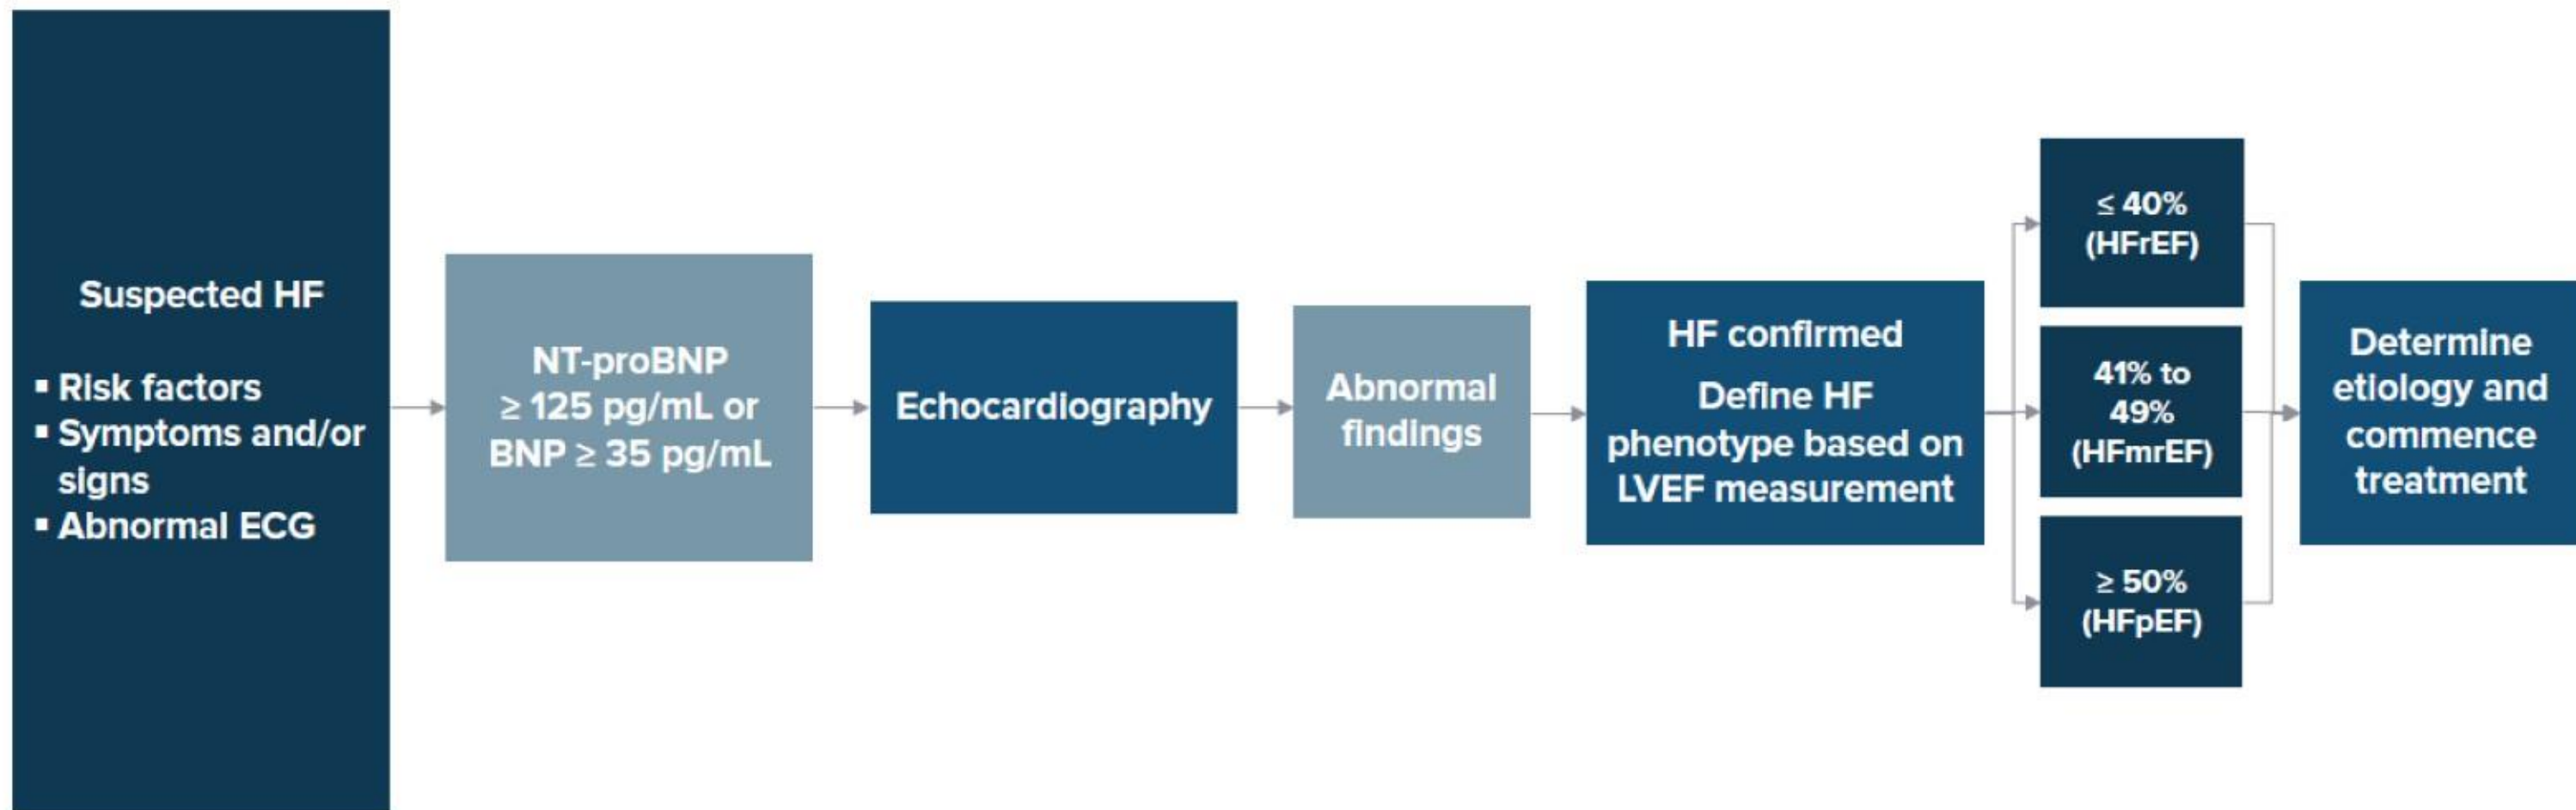 Suspected HF
▪ Risk factors
▪ Symptoms and/or
signs
▪ Abnormal ECG
NT-proBNP
≥ 125 pg/mL or
BNP ≥ 35 pg/mL
Echocardiography
Abnormal
findings
HF confirmed
Define HF
phenotype based on
LVEF measurement
≤ 40%
(HFrEF)
41% to
49%
(HFmrEF)
≥ 50%
(HFpEF)
Determine
etiology and
commence
treatment